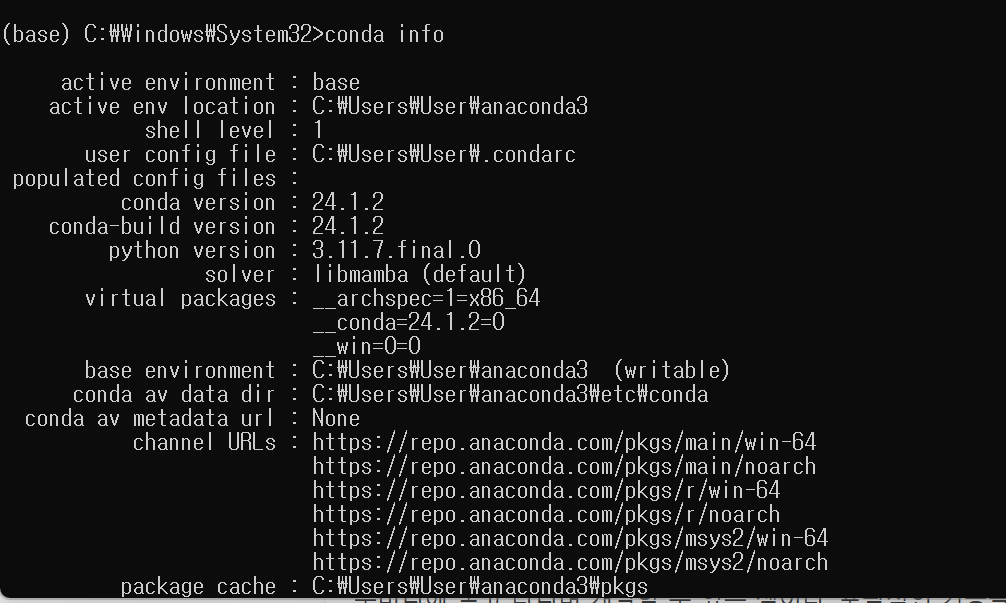 (base) C:₩Windows₩System32>conda info
active environment : base
active env location : C:₩Users₩User₩anaconda3
shell level : 1
user config file : C:₩Users₩User₩.condarc
populated config files :
conda version : 24.1.2
conda-build version : 24.1.2
python version : 3.11.7.final.0
solver : libmamba (default)
virtual packages : __archspec=1=x86_64
__conda=24.1.2=0
__win=0=0
base environment : C:₩Users₩User₩anaconda3  (writable)
conda av data dir : C:₩Users₩User₩anaconda3₩etc₩conda
conda av metadata url : None
channel URLs : https://repo.anaconda.com/pkgs/main/win-64
https://repo.anaconda.com/pkgs/main/noarch
https://repo.anaconda.com/pkgs/r/win-64
https://repo.anaconda.com/pkgs/r/noarch
https://repo.anaconda.com/pkgs/msys2/win-64
https://repo.anaconda.com/pkgs/msys2/noarch
package cache : C:₩Users₩User₩anaconda3₩pkgs